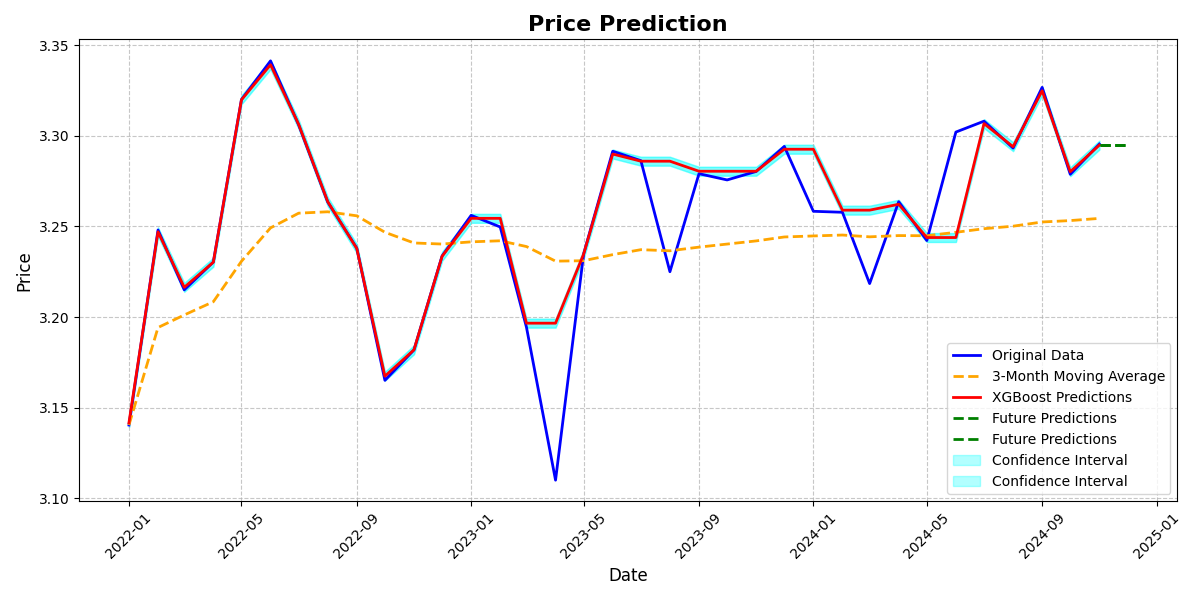 Price Prediction
Price
3.35
3.30
3.25
3.20
3.15
3.10
2022-01
2022-05
2022-09
2023-01
2023-05
2023-09
2024-01
2024-05
2024-09
2025-01
Date
Original Data
3-Month Moving Average
XGBoost Predictions
Future Predictions
Future Predictions
Confidence Interval
Confidence Interval